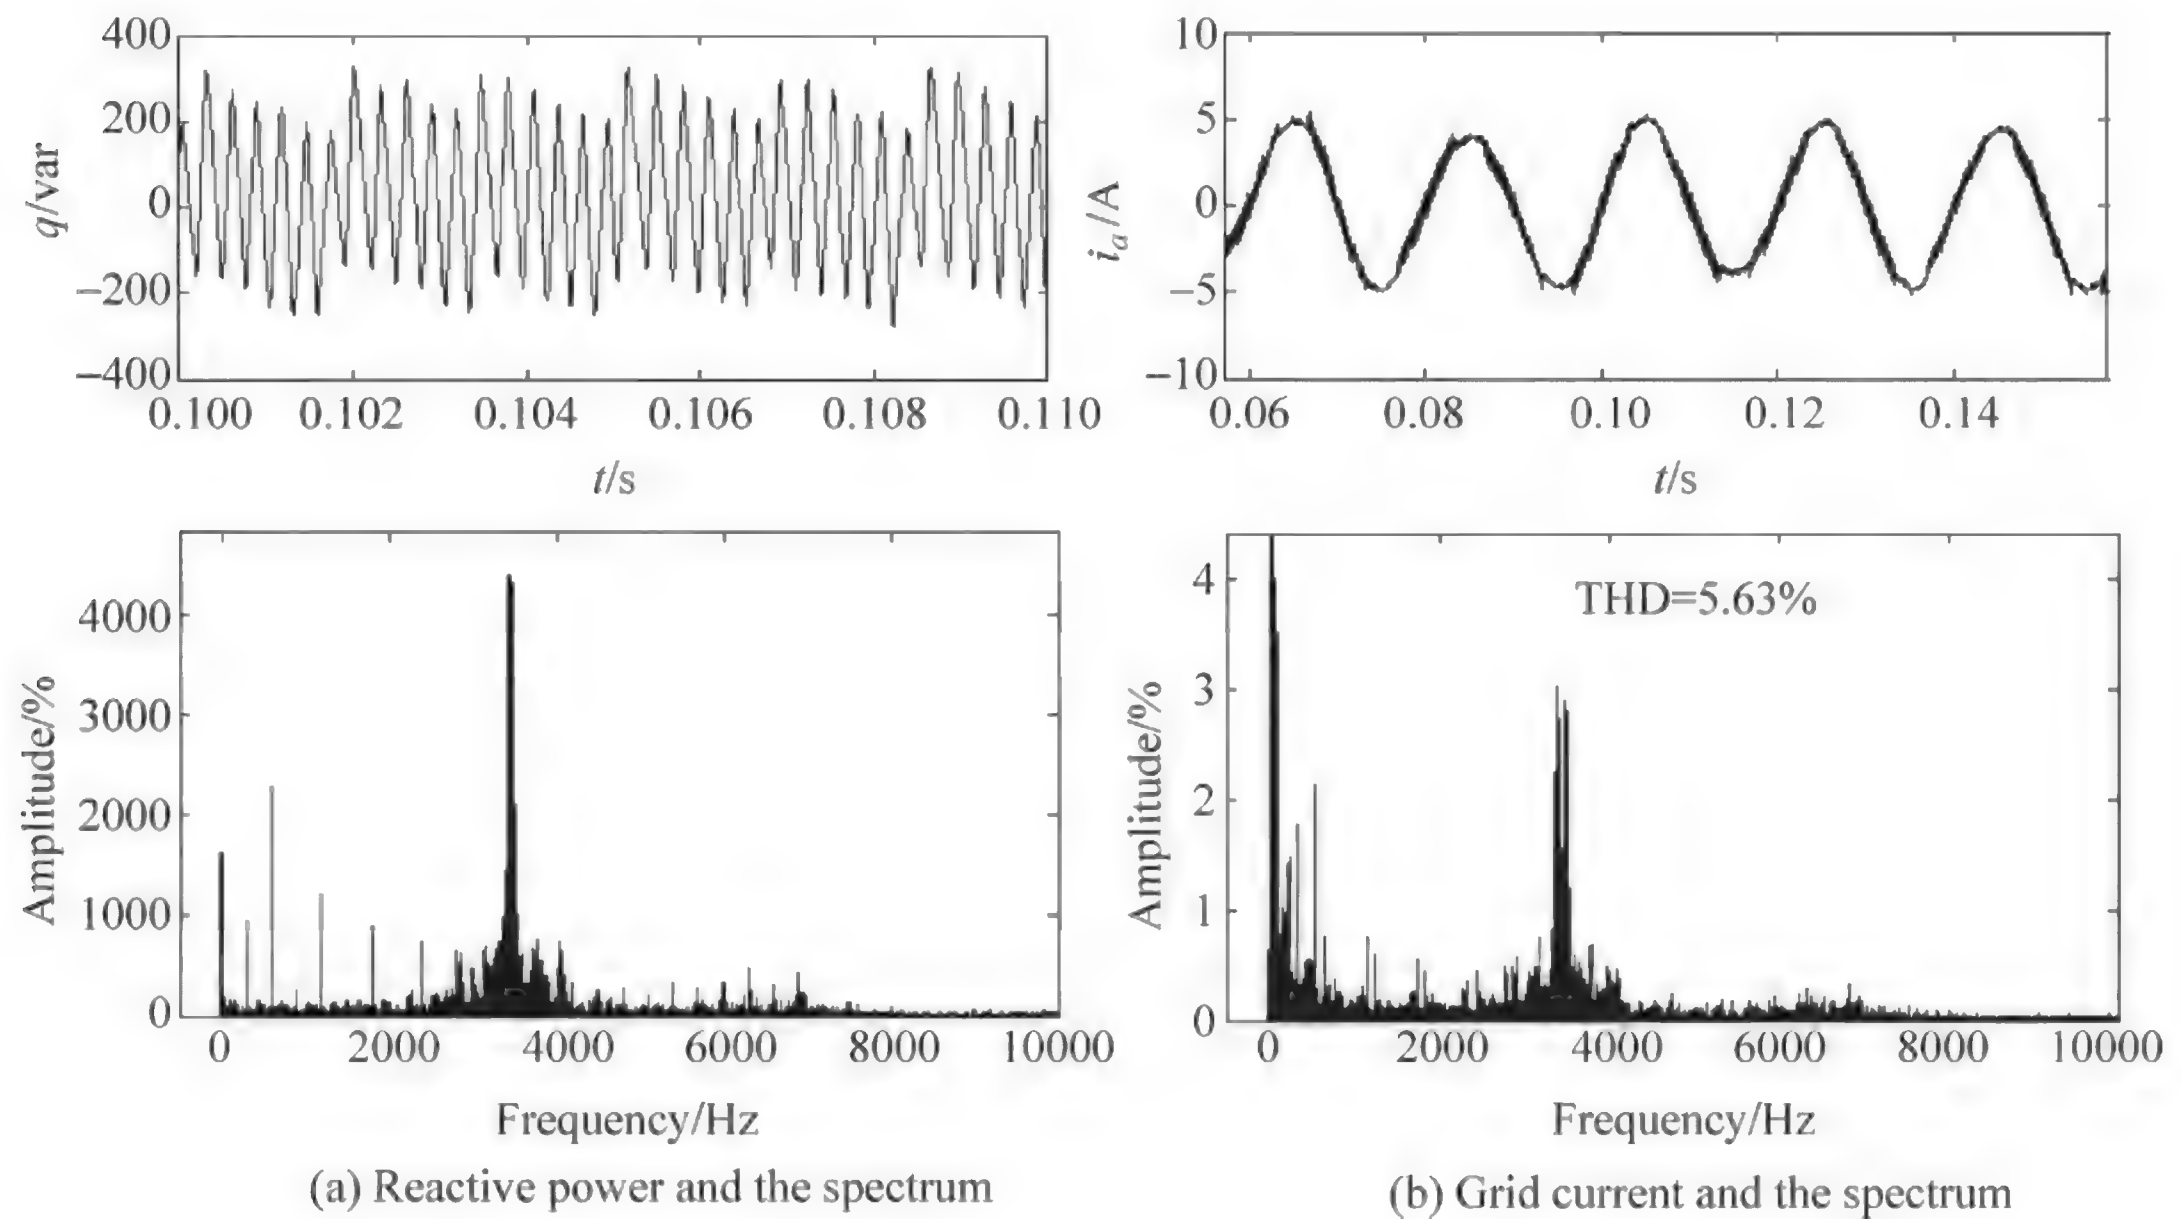 400
200
0
−200
−400
q/var
0.100 0.102 0.104 0.106 0.108 0.110
t/s
10
5
0
−5
−10
i_a/A
0.06 0.08 0.10 0.12 0.14
t/s
4000
3000
2000
1000
0
Amplitude/%
0 2000 4000 6000 8000 10000
Frequency/Hz
(a) Reactive power and the spectrum
THD=5.63%
4
3
2
1
0
Amplitude/%
0 2000 4000 6000 8000 10000
Frequency/Hz
(b) Grid current and the spectrum